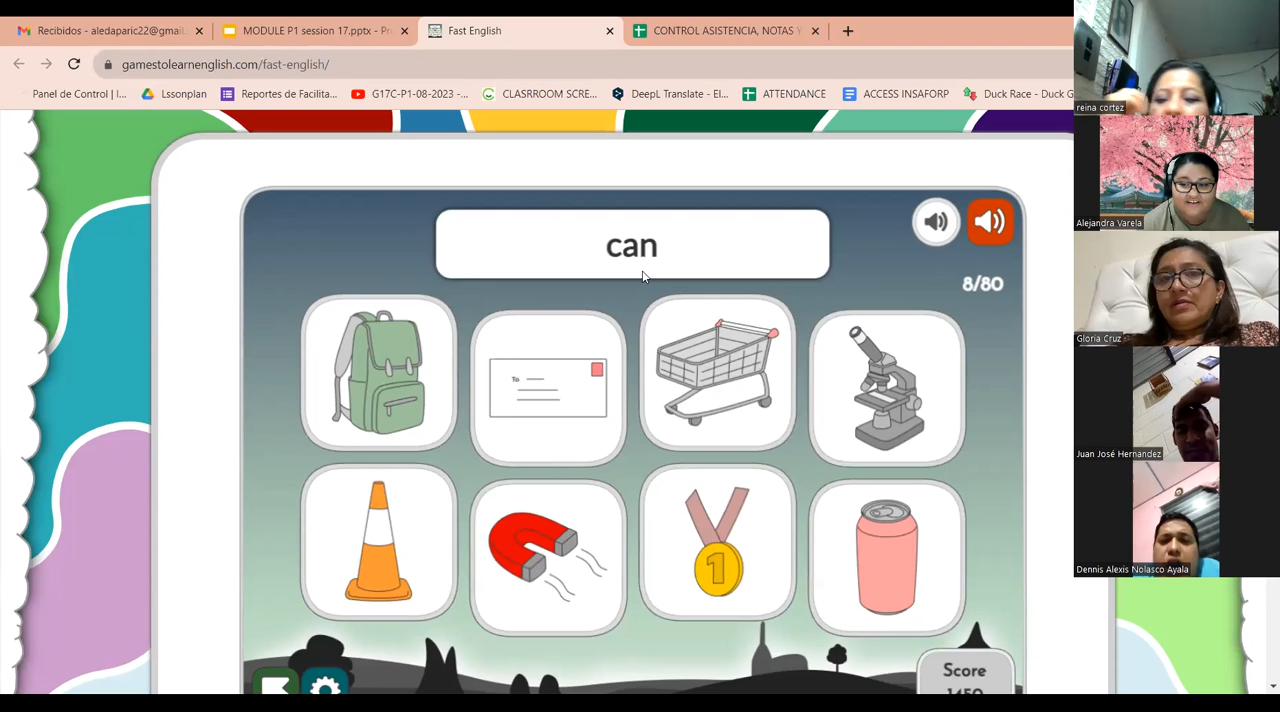 Recibidos - aledaparic22@gmail.
MODULE P1 session 17.pptx - Pr
Fast English
CONTROL ASISTENCIA, NOTAS Y
gamestolearnenglish.com/fast-english/
Panel de Control | I...
Lssonplan
Reportes de Facilita...
G17C-P1-08-2023 -...
CLASRROOM SCRE...
DeepL Translate - El...
ATTENDANCE
ACCESS INSAFORP
Duck Race - Duck G
can
8/80
To
1
Score
1450
reina cortez
Alejandra Varela
Gloria Cruz
Juan José Hernandez
Dennis Alexis Nolasco Ayala